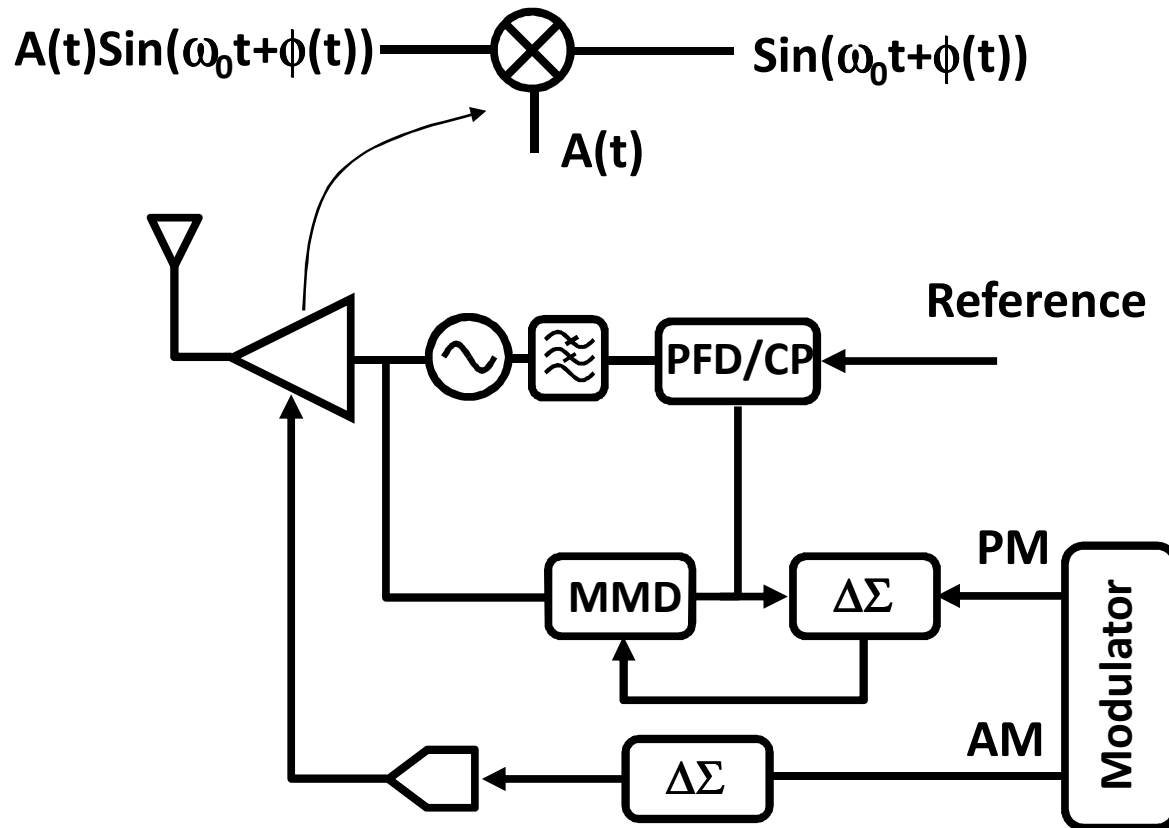 A(t)Sin(ω₀t+ϕ(t))
Sin(ω₀t+ϕ(t))
A(t)
Reference
PFD/CP
PM
MMD
ΔΣ
Modulator
AM
ΔΣ